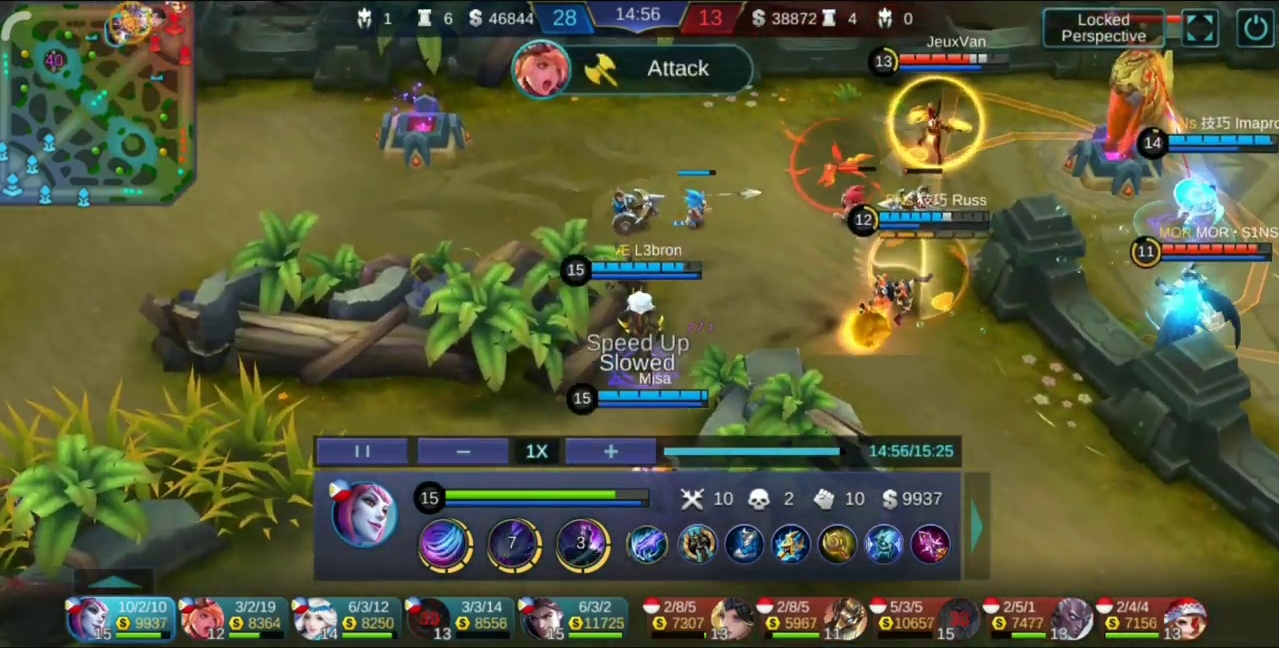 1 6 $ 46844 28 14:56 13 $ 38872 4 0
Locked
Perspective
40
Attack
JeuxVan
13
技巧 Imapro
14
技巧 Russ
12
MOR MOR • S1NS
11
Æ L3bron
15
Speed Up
Slowed
Misa
15
1X
+
14:56/15:25
15
10 2 10 $ 9937
7 3
10/2/10 3/2/19 6/3/12 3/3/14 6/3/2 2/8/5 2/8/5 5/3/5 2/5/1 2/4/4
$ 9937 $ 8364 $ 8250 $ 8556 $ 11725 $ 7307 $ 5967 $ 10657 $ 7477 $ 7156
15 12 14 13 15 13 11 15 13 13